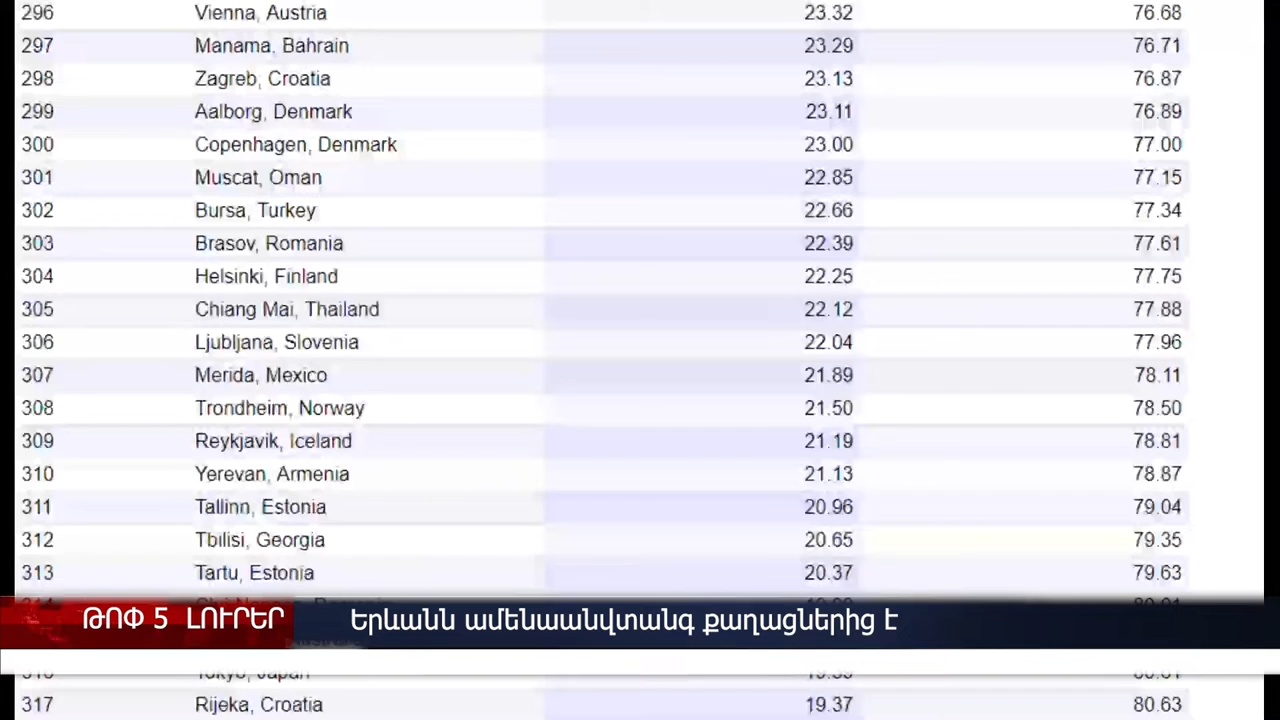 296 Vienna, Austria 23.32 76.68
297 Manama, Bahrain 23.29 76.71
298 Zagreb, Croatia 23.13 76.87
299 Aalborg, Denmark 23.11 76.89
300 Copenhagen, Denmark 23.00 77.00
301 Muscat, Oman 22.85 77.15
302 Bursa, Turkey 22.66 77.34
303 Brasov, Romania 22.39 77.61
304 Helsinki, Finland 22.25 77.75
305 Chiang Mai, Thailand 22.12 77.88
306 Ljubljana, Slovenia 22.04 77.96
307 Merida, Mexico 21.89 78.11
308 Trondheim, Norway 21.50 78.50
309 Reykjavik, Iceland 21.19 78.81
310 Yerevan, Armenia 21.13 78.87
311 Tallinn, Estonia 20.96 79.04
312 Tbilisi, Georgia 20.65 79.35
313 Tartu, Estonia 20.37 79.63
ԹՈՓ 5 ԼՈՒՐԵՐ Երևանն ամենաանվտանգ քաղացներից է
Tokyo, Japan
317 Rijeka, Croatia 19.37 80.63